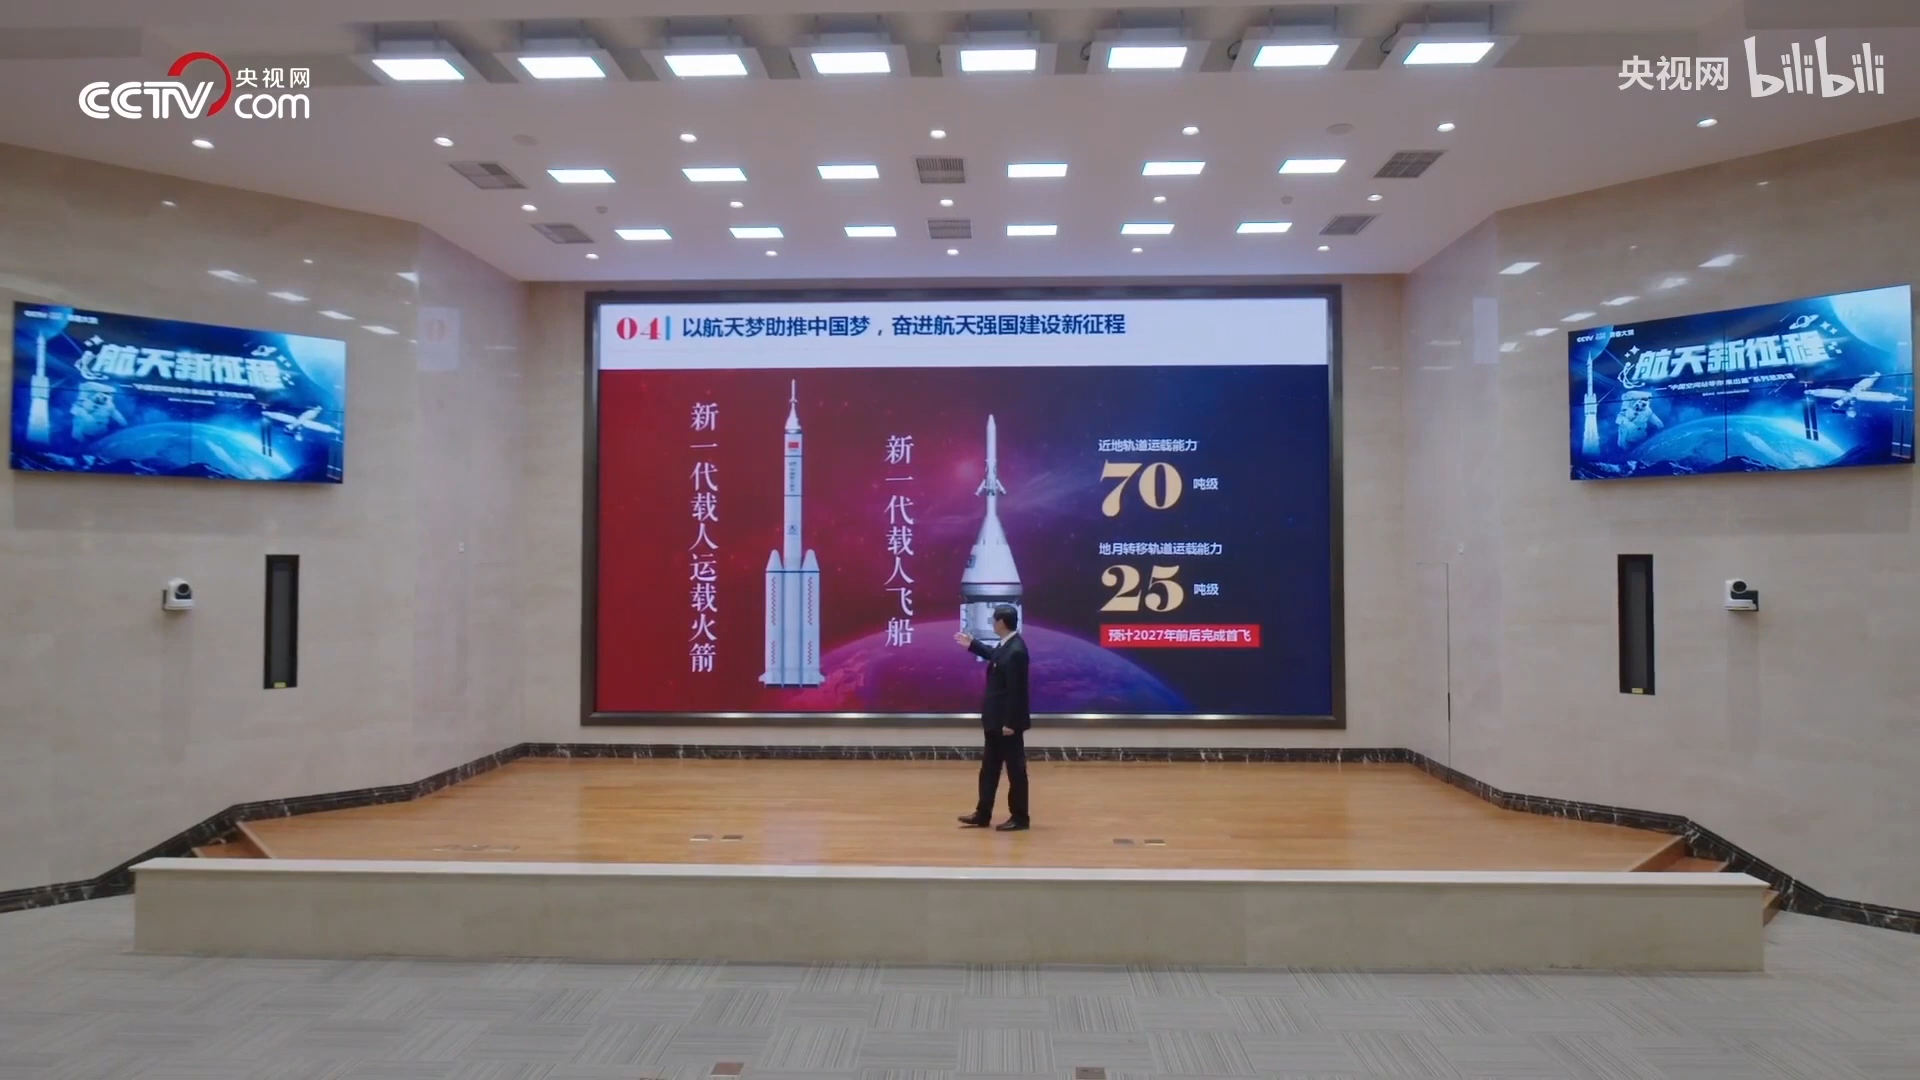 CCTV 央视网
com
央视网 bilibili
04 以航天梦助推中国梦，奋进航天强国建设新征程
新一代载人运载火箭
新一代载人飞船
近地轨道运载能力
70 吨级
地月转移轨道运载能力
25 吨级
预计2027年前后完成首飞
航天新征程
航天新征程